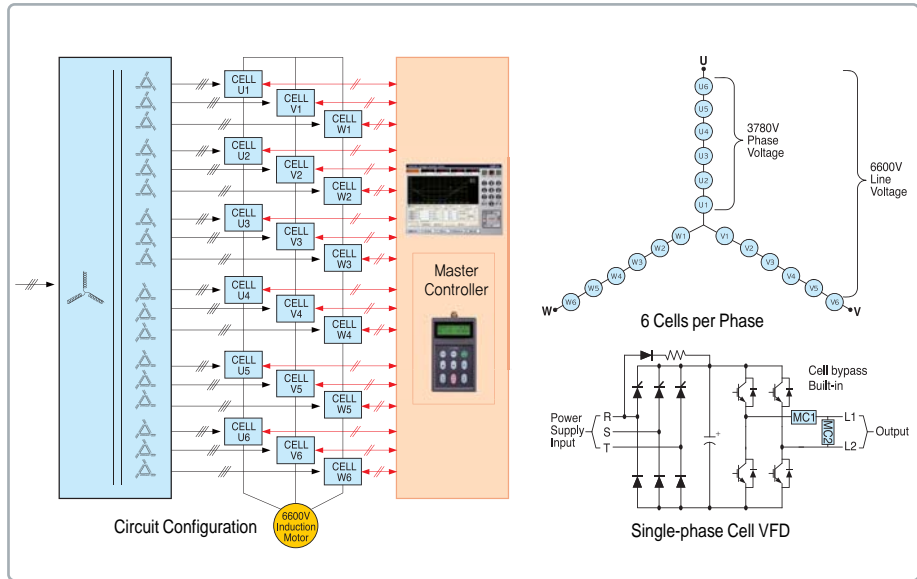 CELL
U1
CELL
V1
CELL
W1
CELL
U2
CELL
V2
CELL
W2
CELL
U3
CELL
V3
CELL
W3
CELL
U4
CELL
V4
CELL
W4
CELL
U5
CELL
V5
CELL
W5
CELL
U6
CELL
V6
CELL
W6
6600V
Induction
Motor
Circuit Configuration
Master
Controller
U
U6
U5
U4
U3
U2
U1
3780V
Phase
Voltage
6600V
Line
Voltage
W1
W2
W3
W4
W5
W6
W
V1
V2
V3
V4
V5
V6
V
6 Cells per Phase
Cell bypass
Built-in
Power
Supply
Input
R
S
T
+
MC1
MC2
L1
L2
Output
Single-phase Cell VFD